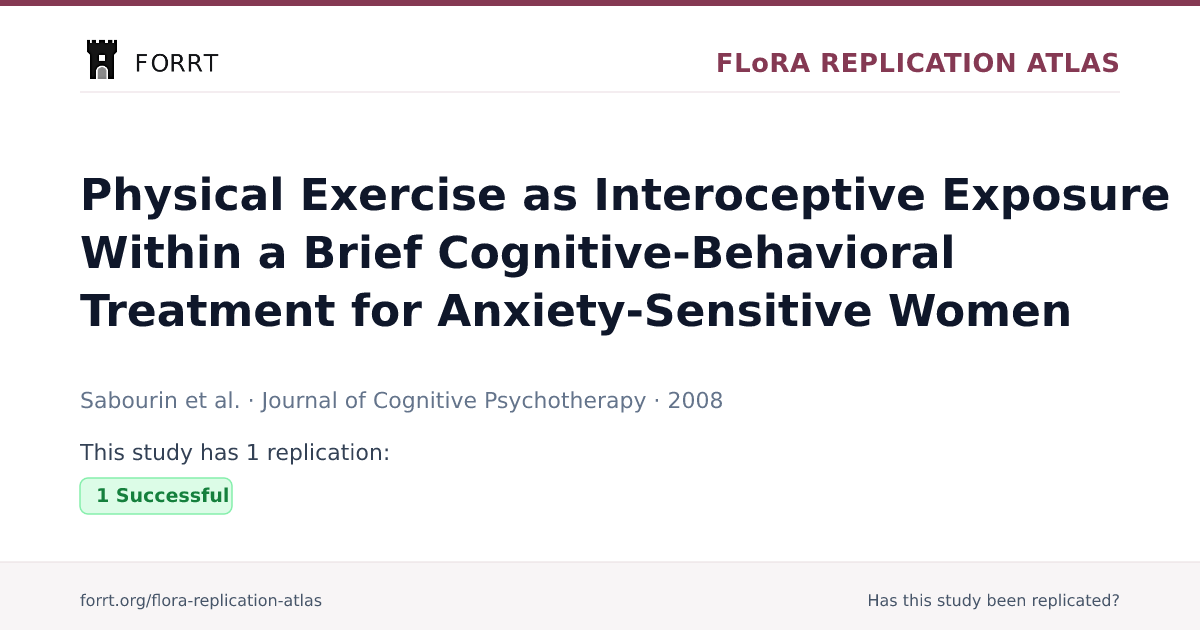 FORRT
FLoRA REPLICATION ATLAS
Physical Exercise as Interoceptive Exposure
Within a Brief Cognitive-Behavioral
Treatment for Anxiety-Sensitive Women
Sabourin et al. · Journal of Cognitive Psychotherapy · 2008
This study has 1 replication:
1 Successful
forrt.org/flora-replication-atlas
Has this study been replicated?